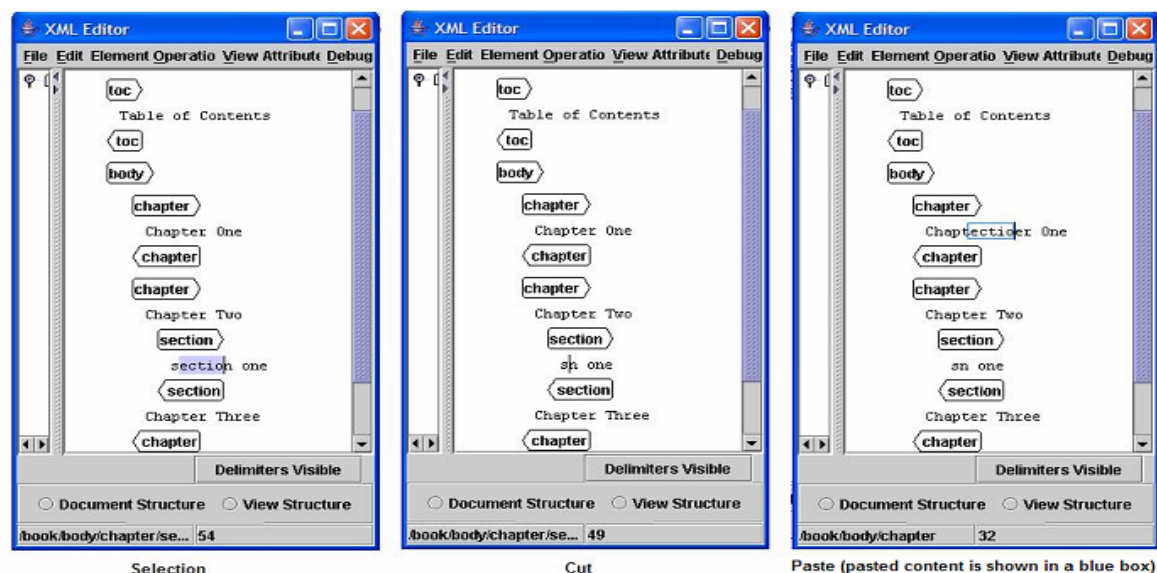 XML Editor
File Edit Element Operatio View Attribute Debug
toc
Table of Contents
toc
body
chapter
Chapter One
chapter
chapter
Chapter Two
section
section one
section
Chapter Three
chapter
Delimiters Visible
Document Structure View Structure
/book/body/chapter/se... 54
Selection
XML Editor
File Edit Element Operatio View Attribute Debug
toc
Table of Contents
toc
body
chapter
Chapter One
chapter
chapter
Chapter Two
section
sn one
section
Chapter Three
chapter
Delimiters Visible
Document Structure View Structure
/book/body/chapter/se... 49
Cut
XML Editor
File Edit Element Operatio View Attribute Debug
toc
Table of Contents
toc
body
chapter
Chaptectioer One
chapter
chapter
Chapter Two
section
sn one
section
Chapter Three
chapter
Delimiters Visible
Document Structure View Structure
/book/body/chapter 32
Paste (pasted content is shown in a blue box)